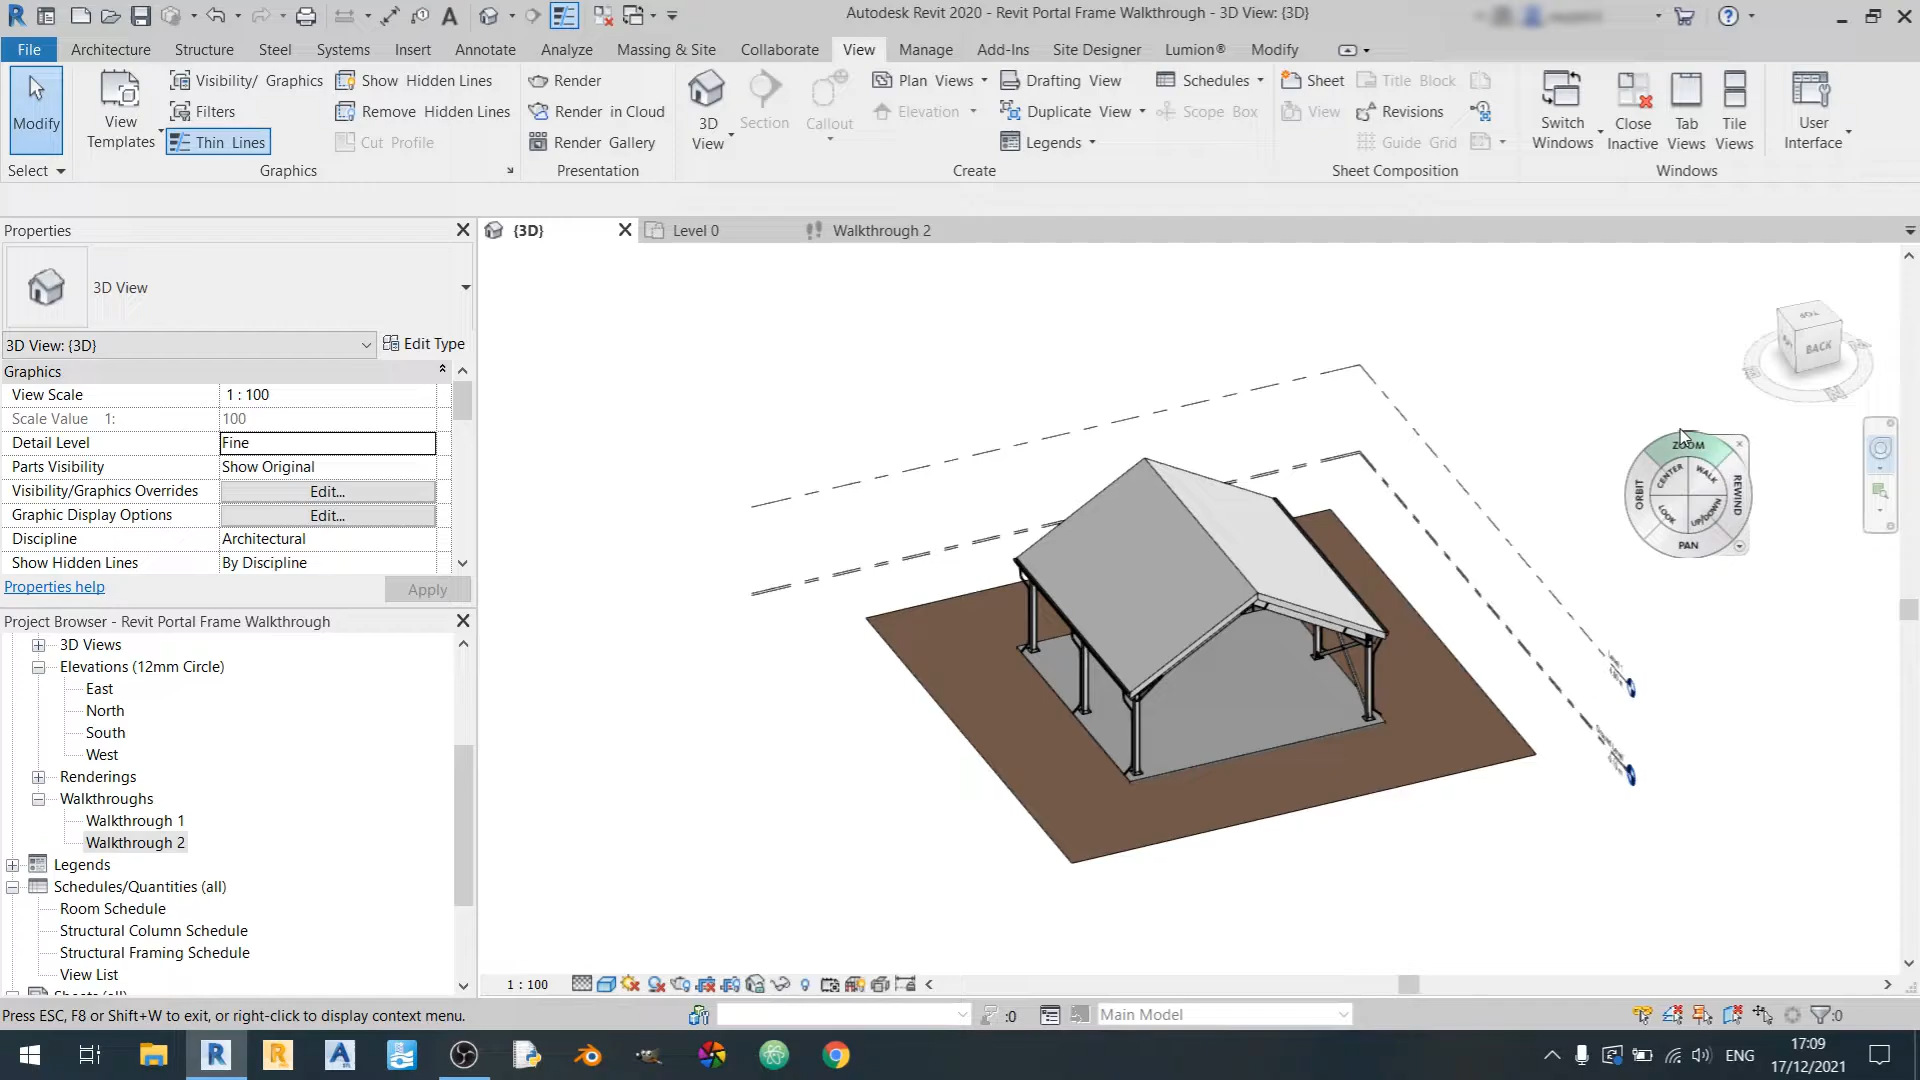 Autodesk Revit 2020 - Revit Portal Frame Walkthrough - 3D View: {3D}
File Architecture Structure Steel Systems Insert Annotate Analyze Massing & Site Collaborate View Manage Add-Ins Site Designer Lumion® Modify
Modify
View Templates
Visibility/ Graphics
Filters
Thin Lines
Show Hidden Lines
Remove Hidden Lines
Cut Profile
Render
Render in Cloud
Render Gallery
3D View
Section
Callout
Plan Views
Elevation
Drafting View
Duplicate View
Legends
Schedules
Scope Box
Sheet
View
Title Block
Revisions
Guide Grid
Switch Windows
Close Inactive
Tab Views
Tile Views
User Interface
Select Graphics Presentation Create Sheet Composition Windows
Properties
3D View
3D View: {3D} Edit Type
Graphics
View Scale 1 : 100
Scale Value 1: 100
Detail Level Fine
Parts Visibility Show Original
Visibility/Graphics Overrides Edit...
Graphic Display Options Edit...
Discipline Architectural
Show Hidden Lines By Discipline
Properties help Apply
Project Browser - Revit Portal Frame Walkthrough
3D Views
Elevations (12mm Circle)
East
North
South
West
Renderings
Walkthroughs
Walkthrough 1
Walkthrough 2
Legends
Schedules/Quantities (all)
Room Schedule
Structural Column Schedule
Structural Framing Schedule
View List
Sheets (all)
{3D} Level 0 Walkthrough 2
TOP
BACK
ZOOM
CENTER
WALK
ORBIT
REWIND
LOOK
UP/DOWN
PAN
1 : 100
Press ESC, F8 or Shift+W to exit, or right-click to display context menu.
:0
Main Model
:0
ENG
17:09
17/12/2021